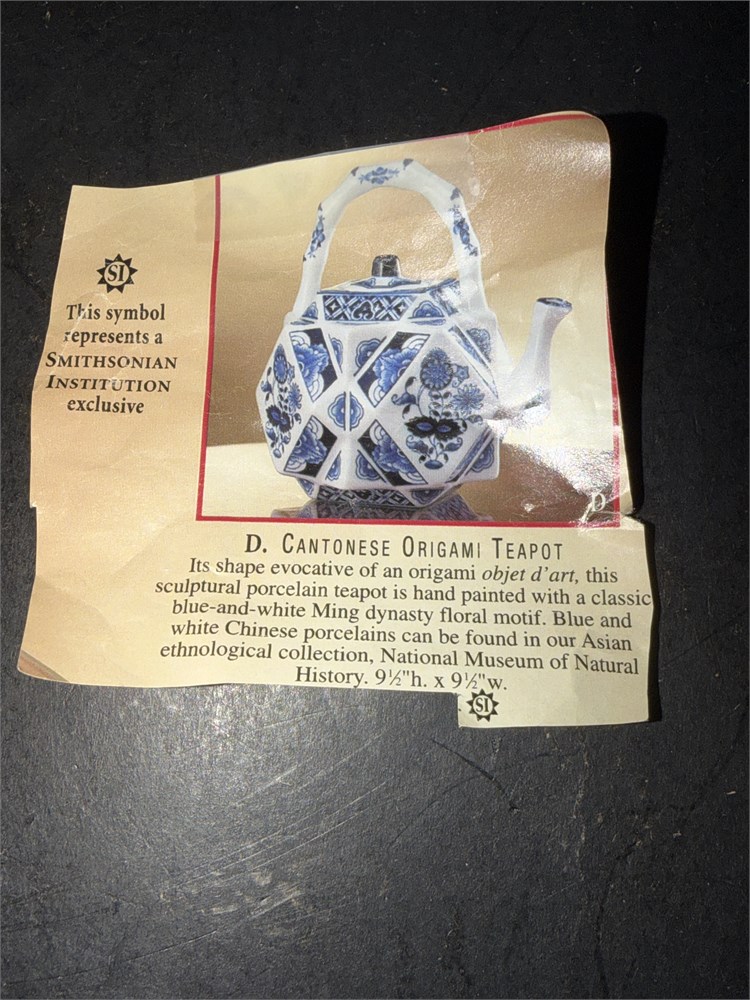 SI
This symbol
represents a
SMITHSONIAN
INSTITUTION
exclusive
D
D. CANTONESE ORIGAMI TEAPOT
Its shape evocative of an origami objet d'art, this
sculptural porcelain teapot is hand painted with a classic
blue-and-white Ming dynasty floral motif. Blue and
white Chinese porcelains can be found in our Asian
ethnological collection, National Museum of Natural
History. 9½"h. x 9½"w.
SI